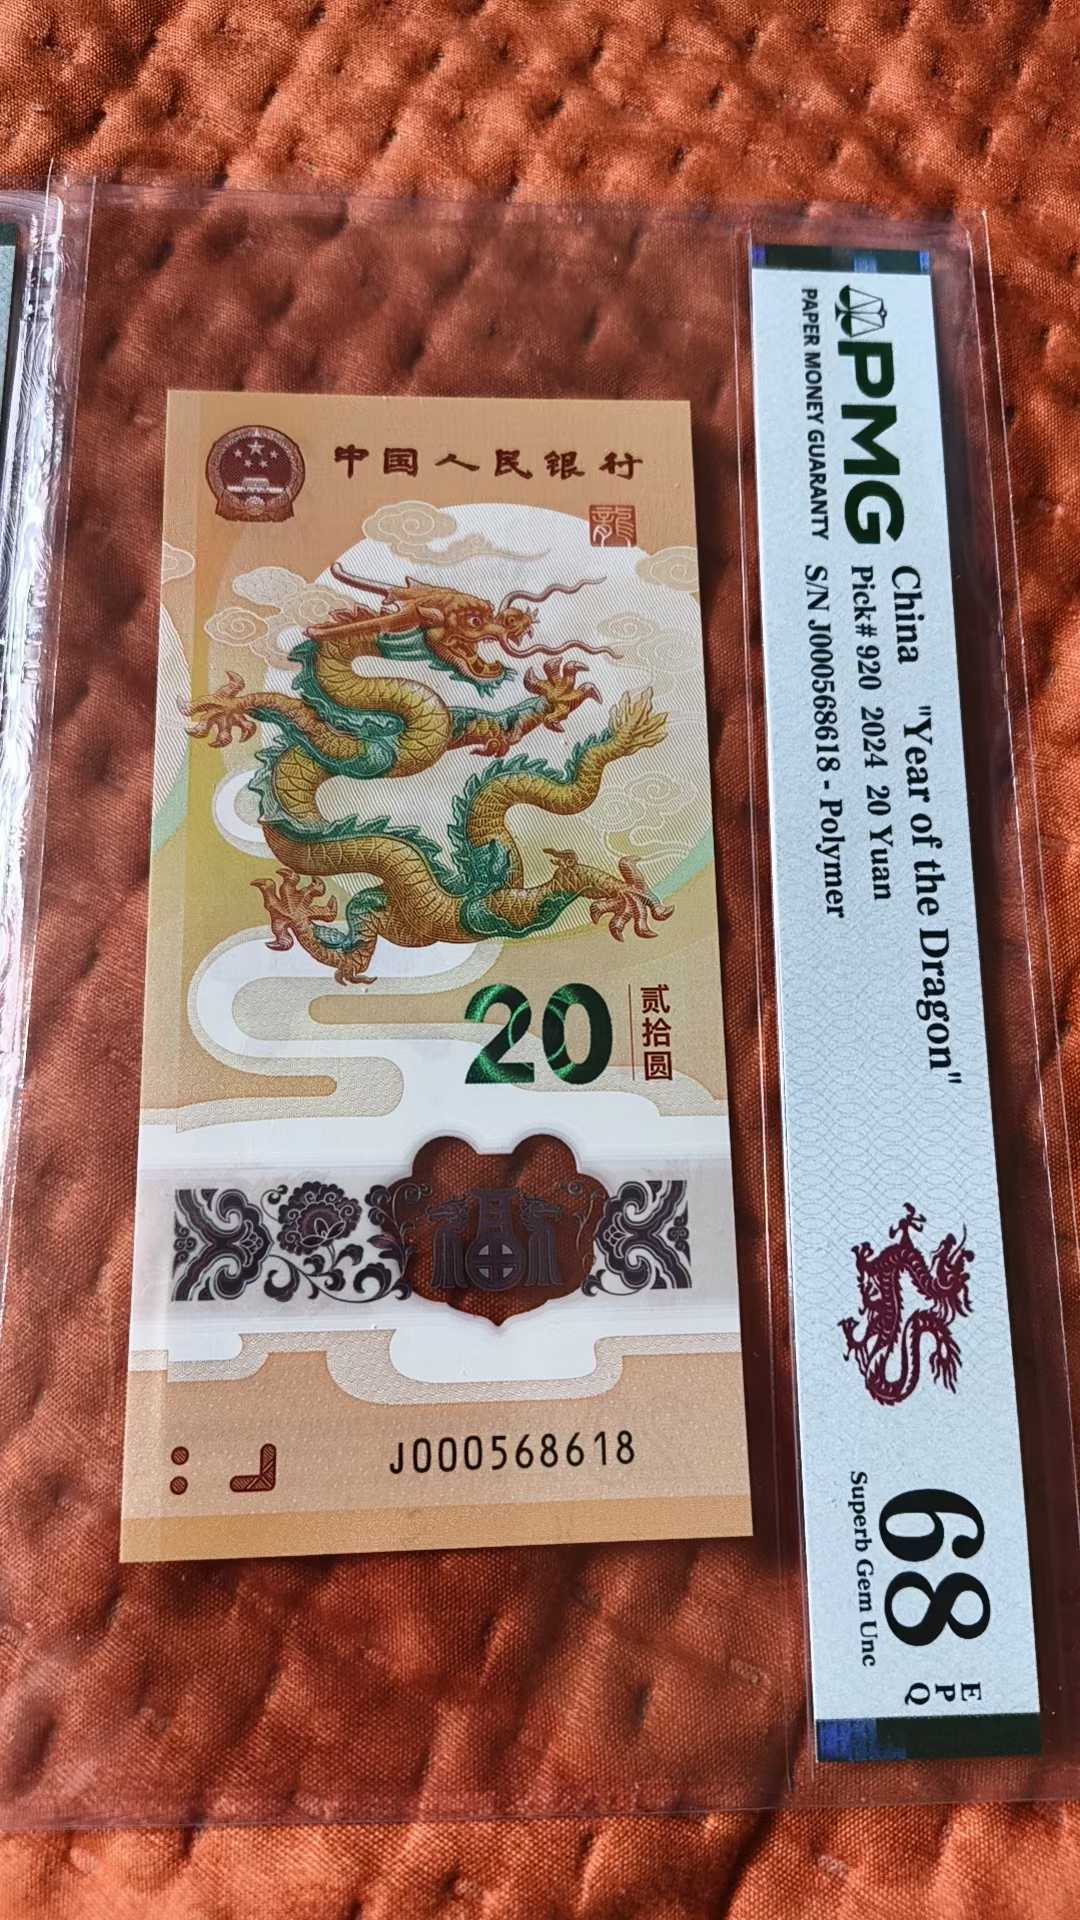 中国人民银行
龍
20
贰拾圆
福
J000568618
PMG
PAPER MONEY GUARANTY
China "Year of the Dragon"
Pick# 920 2024 20 Yuan
S/N J000568618 - Polymer
68
EPQ
Superb Gem Unc